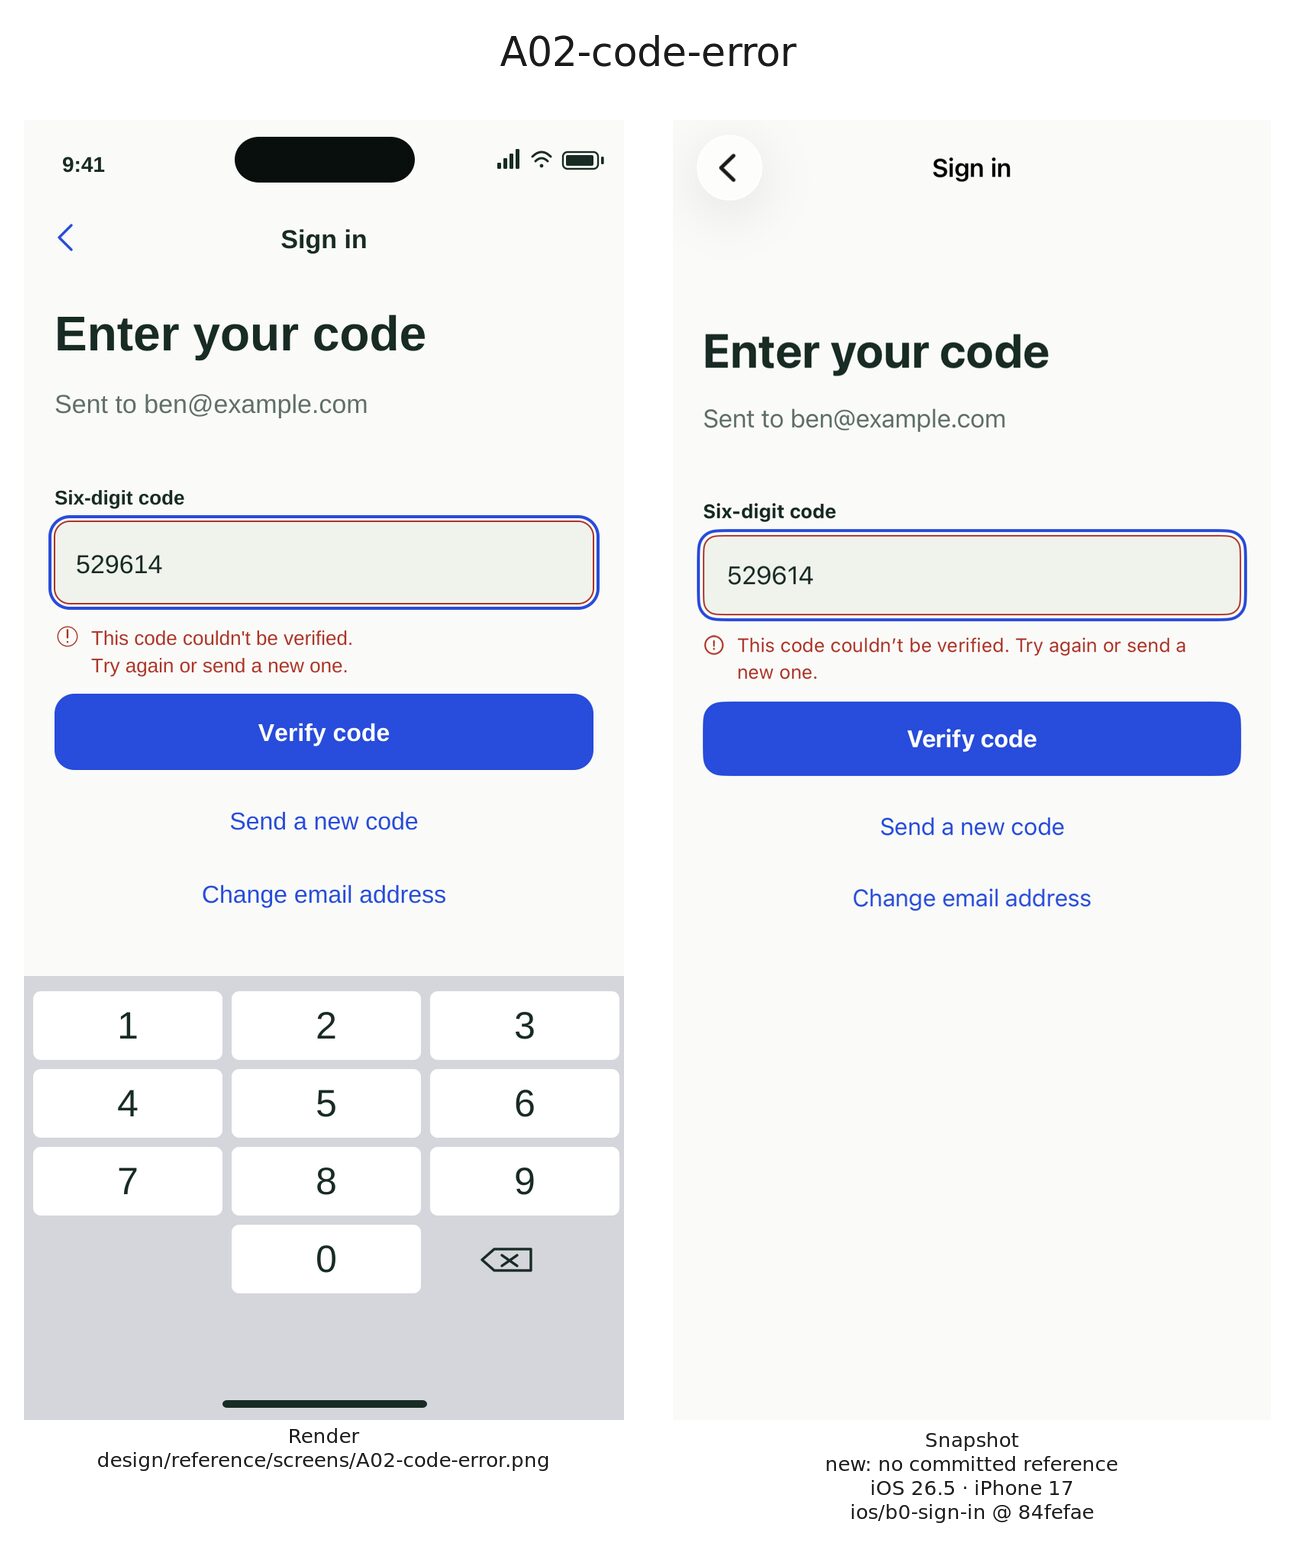 A02-code-error
9:41
Sign in
Enter your code
Sent to ben@example.com
Six-digit code
529614
This code couldn't be verified.
Try again or send a new one.
Verify code
Send a new code
Change email address
1 2 3
4 5 6
7 8 9
0
Render
design/reference/screens/A02-code-error.png
Sign in
Enter your code
Sent to ben@example.com
Six-digit code
529614
This code couldn’t be verified. Try again or send a
new one.
Verify code
Send a new code
Change email address
Snapshot
new: no committed reference
iOS 26.5 · iPhone 17
ios/b0-sign-in @ 84fefae